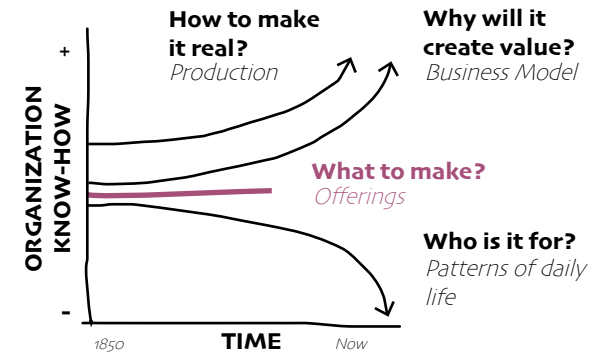 How to make
it real?
Production
Why will it
create value?
Business Model
+
ORGANIZATION
KNOW-HOW
What to make?
Offerings
Who is it for?
Patterns of daily
life
-
1850
TIME
Now